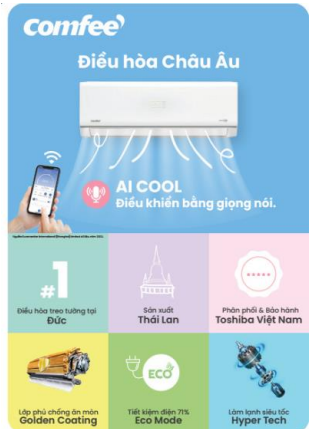 comfee'
Điều hòa Châu Âu
AI COOL
Điều khiển bằng giọng nói.
#1
Điều hòa treo tường tại
Đức
Sản xuất
Thái Lan
Phân phối & Bảo hành
Toshiba Việt Nam
Lớp phủ chống ăn mòn
Golden Coating
ECO
Tiết kiệm điện 71%
Eco Mode
Làm lạnh siêu tốc
Hyper Tech